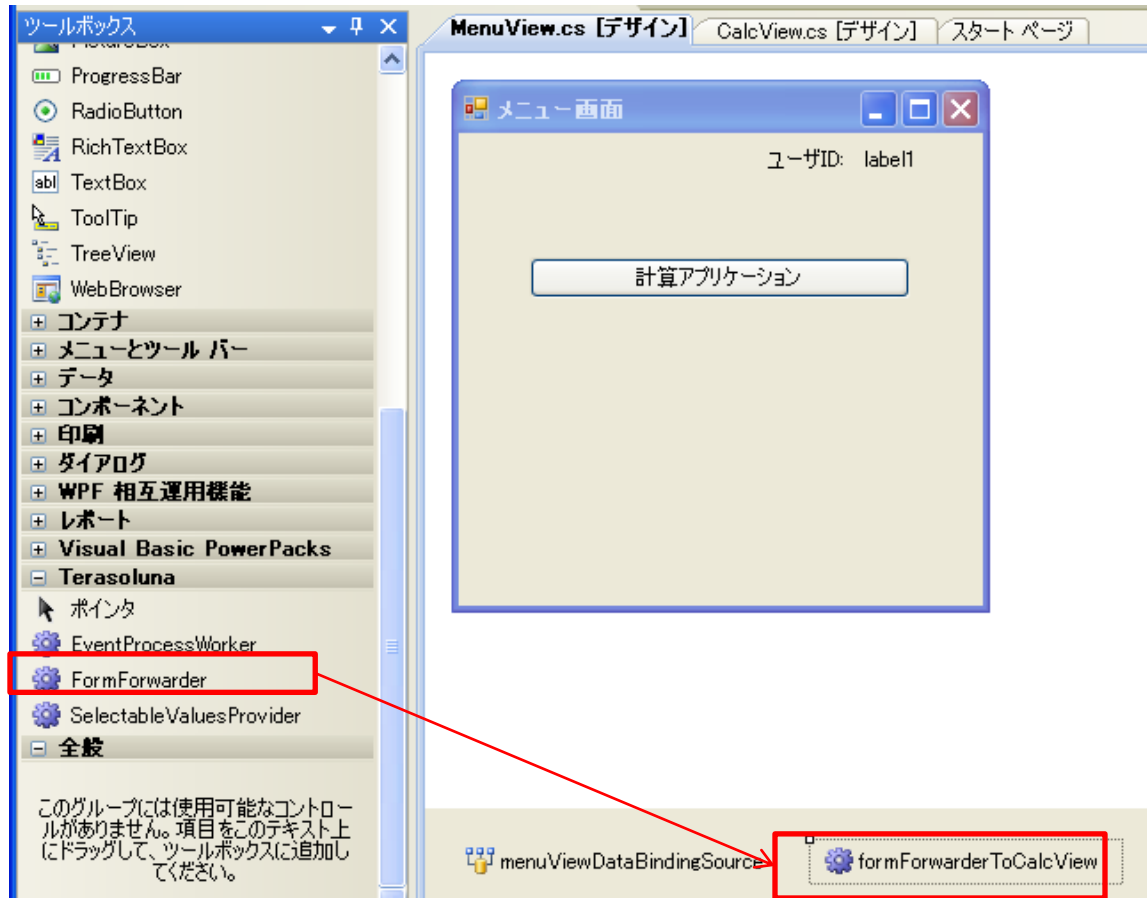 ツールボックス
PictureBox
ProgressBar
RadioButton
RichTextBox
abl TextBox
ToolTip
TreeView
WebBrowser
コンテナ
メニューとツール バー
データ
コンポーネント
印刷
ダイアログ
WPF 相互運用機能
レポート
Visual Basic PowerPacks
Terasoluna
ポインタ
EventProcessWorker
FormForwarder
SelectableValuesProvider
全般
このグループには使用可能なコントロー
ルがありません。項目をこのテキスト上
にドラッグして、ツールボックスに追加し
てください。
MenuView.cs [デザイン] CalcView.cs [デザイン] スタート ページ
メニュー画面
ユーザID: label1
計算アプリケーション
menuViewDataBindingSource formForwarderToCalcView